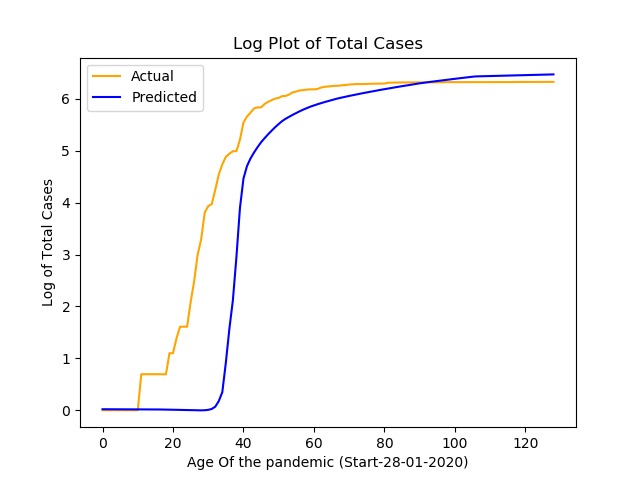 Log Plot of Total Cases
Actual
Predicted
Log of Total Cases
6
5
4
3
2
1
0
0 20 40 60 80 100 120
Age Of the pandemic (Start-28-01-2020)